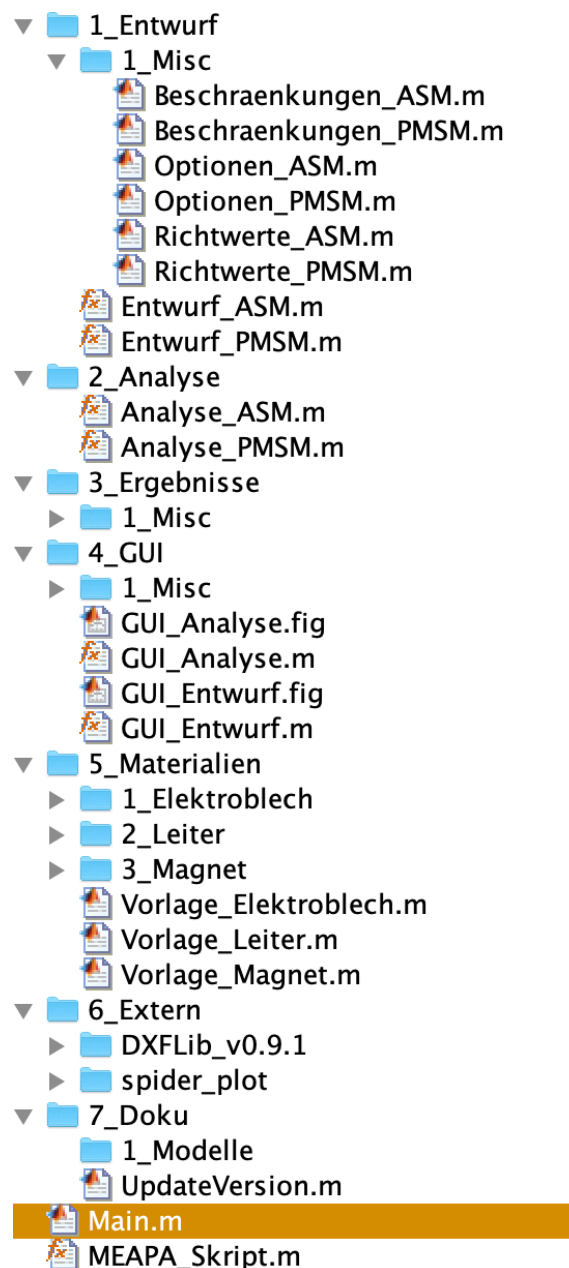 1_Entwurf
1_Misc
Beschraenkungen_ASM.m
Beschraenkungen_PMSM.m
Optionen_ASM.m
Optionen_PMSM.m
Richtwerte_ASM.m
Richtwerte_PMSM.m
Entwurf_ASM.m
Entwurf_PMSM.m
2_Analyse
Analyse_ASM.m
Analyse_PMSM.m
3_Ergebnisse
1_Misc
4_GUI
1_Misc
GUI_Analyse.fig
GUI_Analyse.m
GUI_Entwurf.fig
GUI_Entwurf.m
5_Materialien
1_Elektroblech
2_Leiter
3_Magnet
Vorlage_Elektroblech.m
Vorlage_Leiter.m
Vorlage_Magnet.m
6_Extern
DXFLib_v0.9.1
spider_plot
7_Doku
1_Modelle
UpdateVersion.m
Main.m
MEAPA_Skript.m